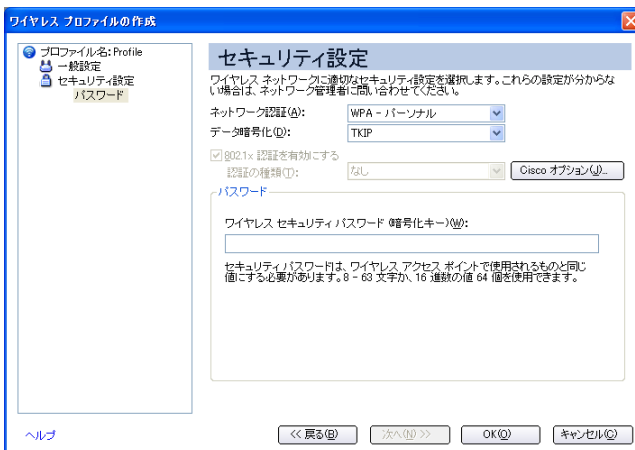 ワイヤレス プロファイルの作成
プロファイル名: Profile
一般設定
セキュリティ設定
パスワード
セキュリティ設定
ワイヤレス ネットワークに適切なセキュリティ設定を選択します。これらの設定が分からな
い場合は、ネットワーク管理者に問い合わせてください。
ネットワーク認証(A):
WPA - パーソナル
データ暗号化(D):
TKIP
802.1x 認証を有効にする
認証の種類(T):
なし
Cisco オプション(J)...
パスワード
ワイヤレス セキュリティ パスワード (暗号化キー)(W):
セキュリティ パスワードは、ワイヤレス アクセス ポイントで使用されるものと同じ
値にする必要があります。8 - 63 文字か、16 進数の値 64 個を使用できます。
ヘルプ
<< 戻る(B)
次へ(N) >>
OK(O)
キャンセル(C)